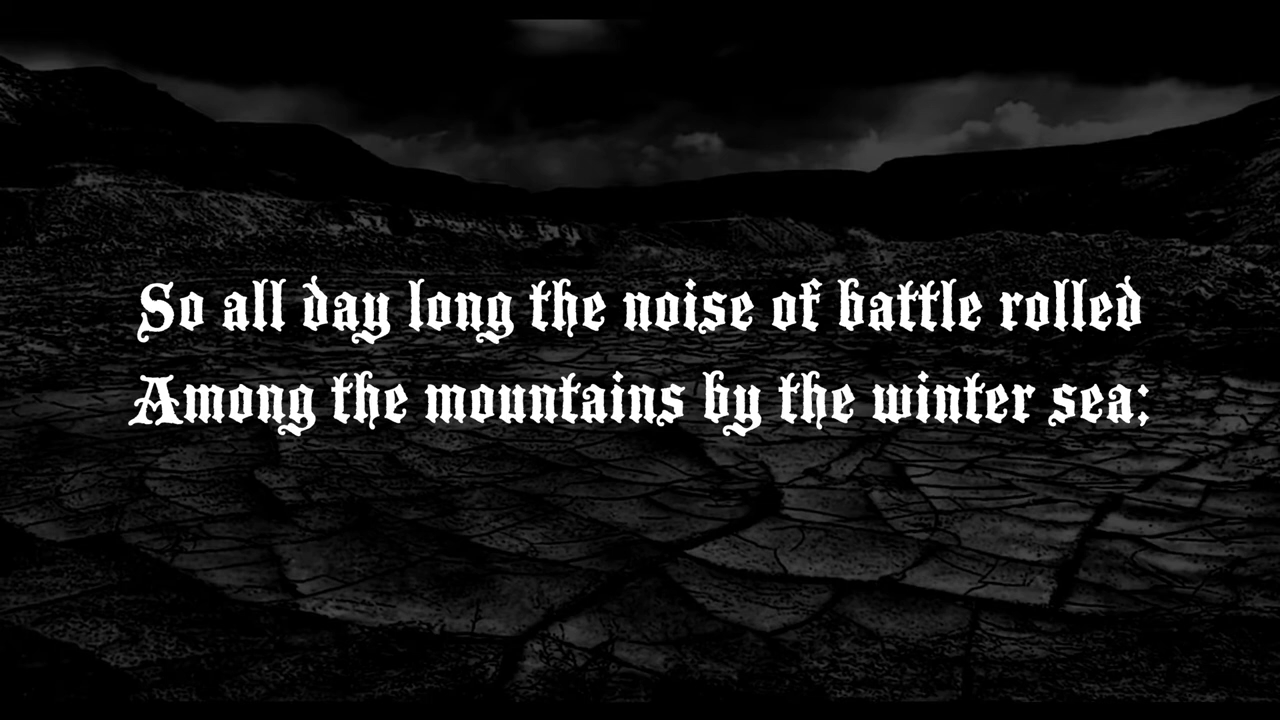 So all day long the noise of battle rolled
Among the mountains by the winter sea;